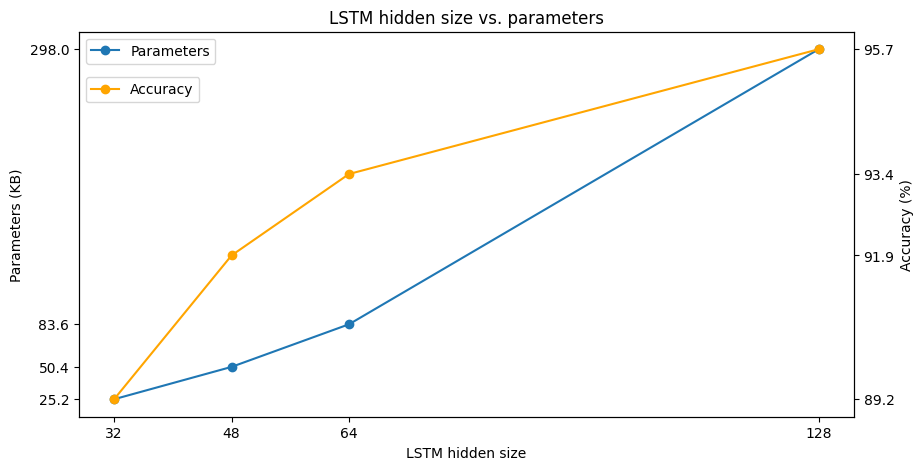 LSTM hidden size vs. parameters
Parameters
Accuracy
Parameters (KB)
298.0
83.6
50.4
25.2
95.7
93.4
91.9
89.2
Accuracy (%)
32 48 64 128
LSTM hidden size